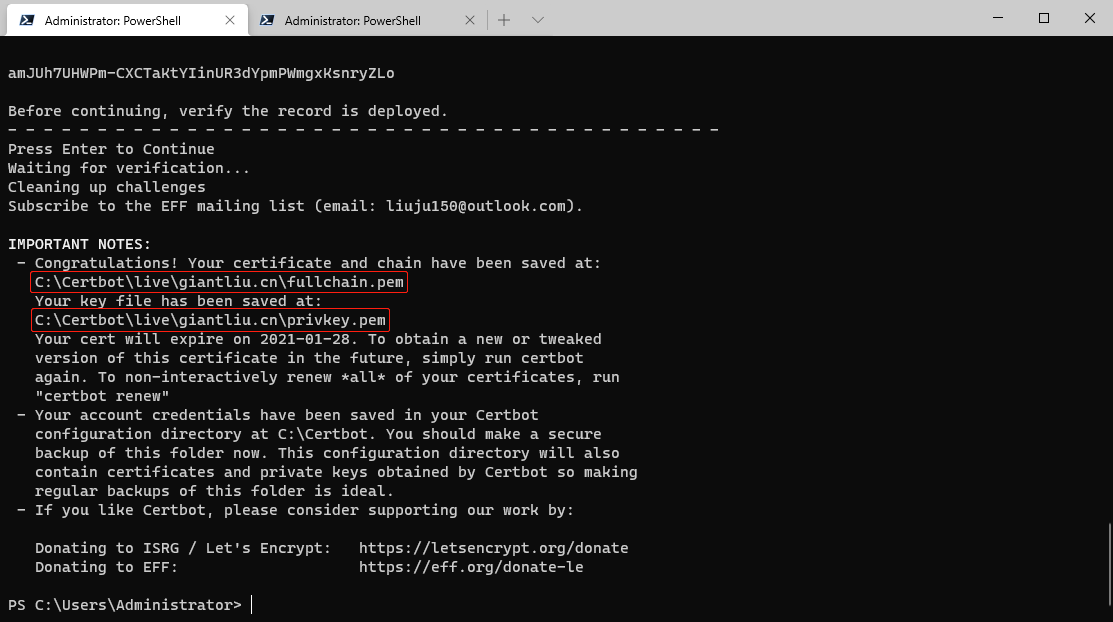 Administrator: PowerShell
Administrator: PowerShell
amJUh7UHWPm-CXCTaKtYIinUR3dYpmPWmgxKsnryZLo
Before continuing, verify the record is deployed.
- - - - - - - - - - - - - - - - - - - - - - - - - - - - - - - - - - - - - - - -
Press Enter to Continue
Waiting for verification...
Cleaning up challenges
Subscribe to the EFF mailing list (email: liuju150@outlook.com).
IMPORTANT NOTES:
- Congratulations! Your certificate and chain have been saved at:
C:\Certbot\live\giantliu.cn\fullchain.pem
Your key file has been saved at:
C:\Certbot\live\giantliu.cn\privkey.pem
Your cert will expire on 2021-01-28. To obtain a new or tweaked
version of this certificate in the future, simply run certbot
again. To non-interactively renew *all* of your certificates, run
"certbot renew"
- Your account credentials have been saved in your Certbot
configuration directory at C:\Certbot. You should make a secure
backup of this folder now. This configuration directory will also
contain certificates and private keys obtained by Certbot so making
regular backups of this folder is ideal.
- If you like Certbot, please consider supporting our work by:
Donating to ISRG / Let's Encrypt:   https://letsencrypt.org/donate
Donating to EFF:                    https://eff.org/donate-le
PS C:\Users\Administrator>